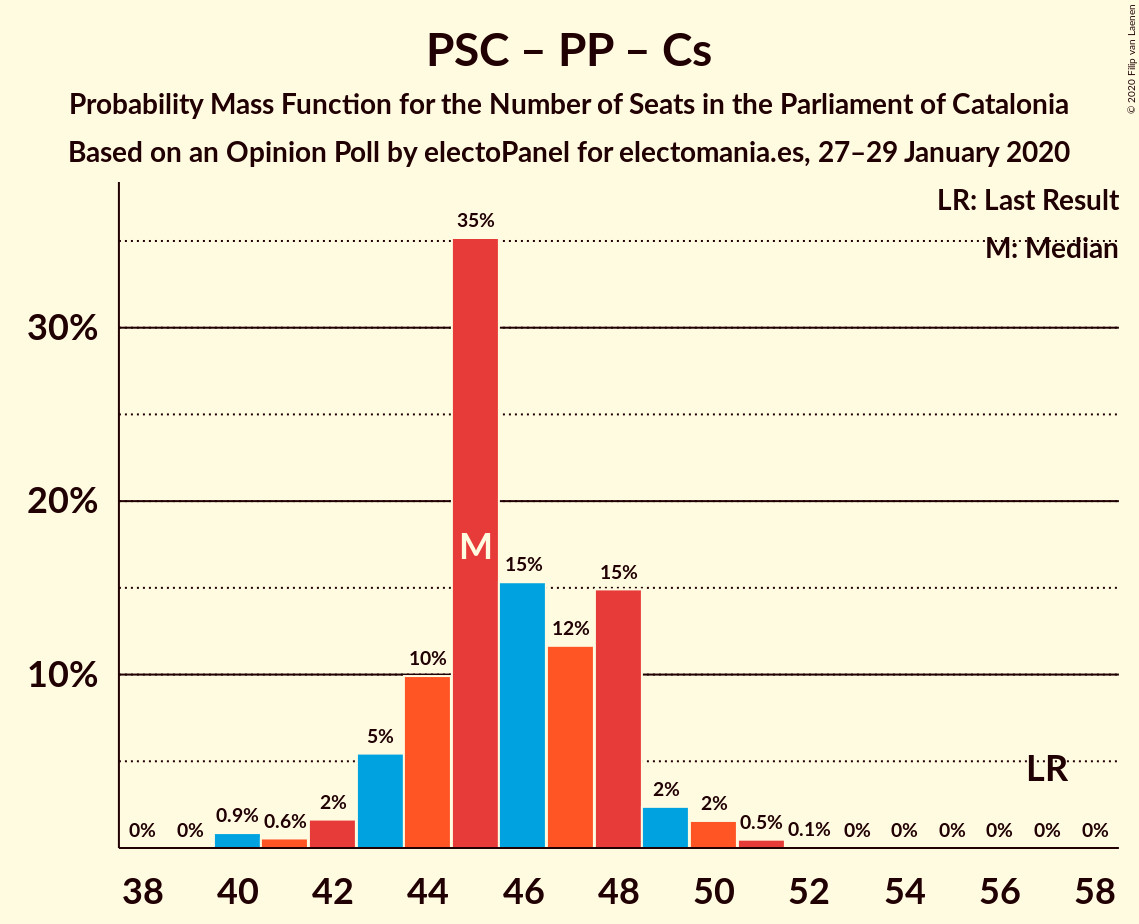 PSC – PP – Cs
Probability Mass Function for the Number of Seats in the Parliament of Catalonia
Based on an Opinion Poll by electoPanel for electomania.es, 27–29 January 2020
© 2020 Filip van Laenen
LR: Last Result
M: Median
35%
30%
20%
M
15%
15%
12%
10%
10%
5%
LR
2%
2%
2%
0.9%
0.6%
0.5%
0.1%
0%
0%
0%
0%
0%
0%
0%
0%
38 40 42 44 46 48 50 52 54 56 58